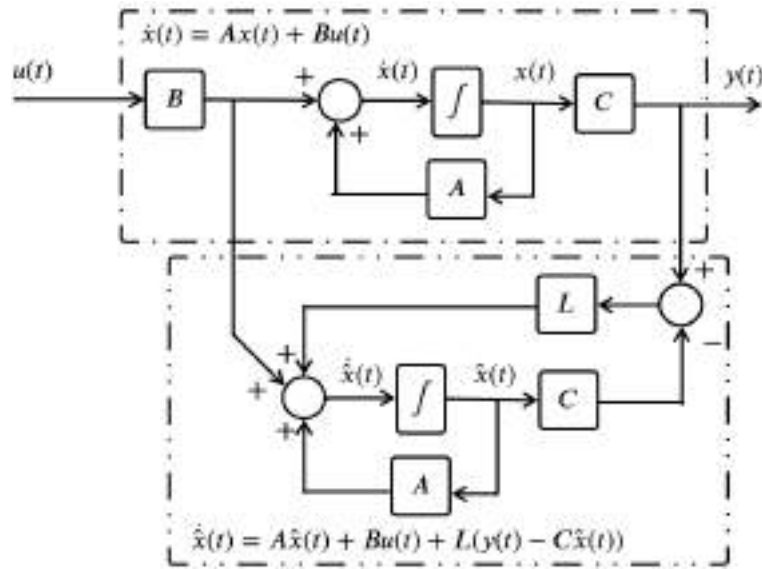 ẋ(t) = Ax(t) + Bu(t)
u(t)
B
+
+
ẋ(t)
∫
x(t)
C
y(t)
A
+
−
L
+
+
+
x̂̇(t)
∫
x̂(t)
C
A
x̂̇(t) = Ax̂(t) + Bu(t) + L(y(t) − Cx̂(t))